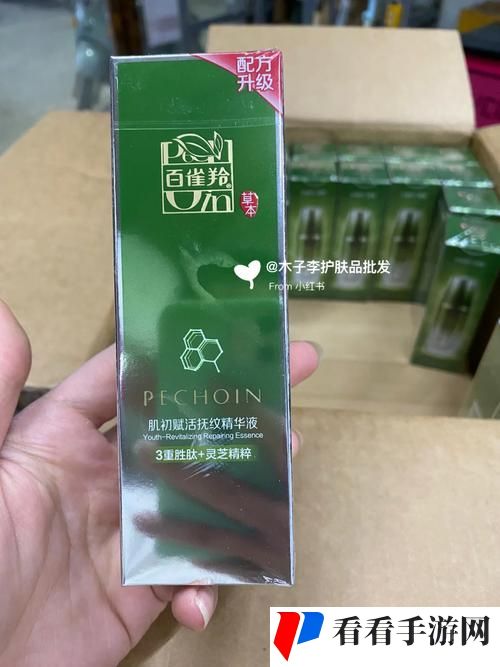 配方
升级
Pech
百雀羚®
Oin
草本
@木子李护肤品批发
From 小红书
PECHOIN
肌初赋活抚纹精华液
Youth-Revitalizing Repairing Essence
3重胜肽+灵芝精粹
看看手游网